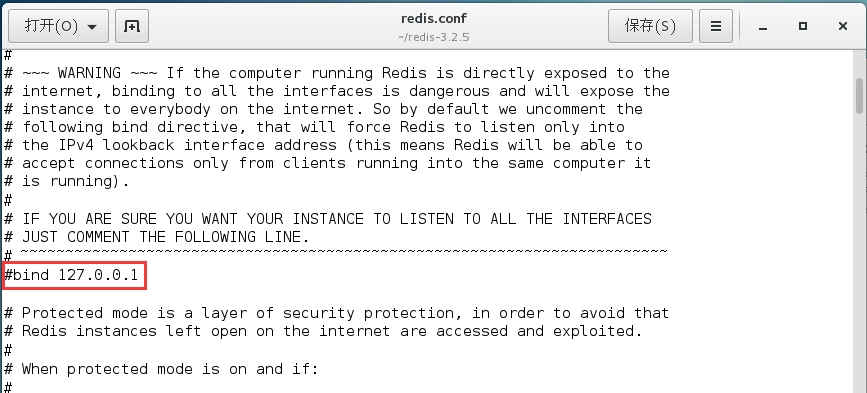 打开(O)
redis.conf
~/redis-3.2.5
保存(S)
#
# ~~~ WARNING ~~~ If the computer running Redis is directly exposed to the
# internet, binding to all the interfaces is dangerous and will expose the
# instance to everybody on the internet. So by default we uncomment the
# following bind directive, that will force Redis to listen only into
# the IPv4 lookback interface address (this means Redis will be able to
# accept connections only from clients running into the same computer it
# is running).
#
# IF YOU ARE SURE YOU WANT YOUR INSTANCE TO LISTEN TO ALL THE INTERFACES
# JUST COMMENT THE FOLLOWING LINE.
# ~~~~~~~~~~~~~~~~~~~~~~~~~~~~~~~~~~~~~~~~~~~~~~~~~~~~~~~~~~~~~~~~~~~~~~~~
#bind 127.0.0.1
# Protected mode is a layer of security protection, in order to avoid that
# Redis instances left open on the internet are accessed and exploited.
#
# When protected mode is on and if:
#